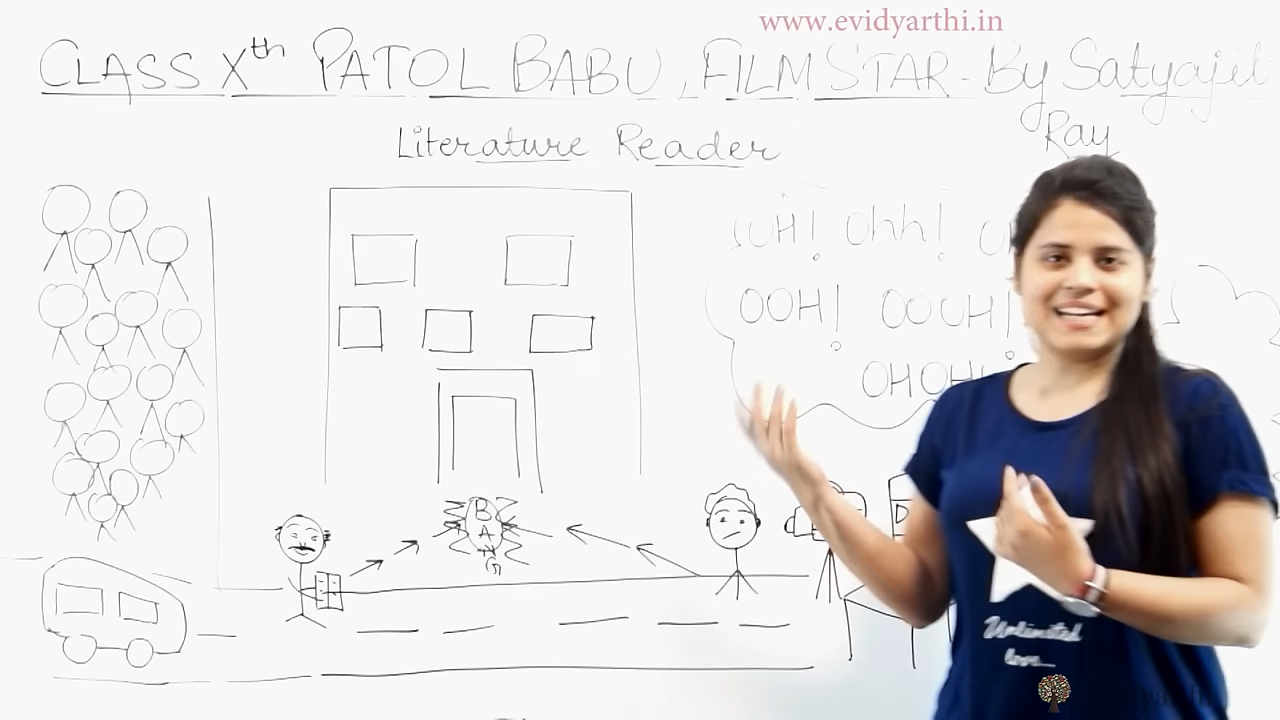 www.evidyarthi.in
CLASS Xth PATOL BABU, FILM STAR - By Satyajit
Ray
Literature Reader
Ohh!
OOH! OOOH!
OHOH
BANG
Unlimited
love...